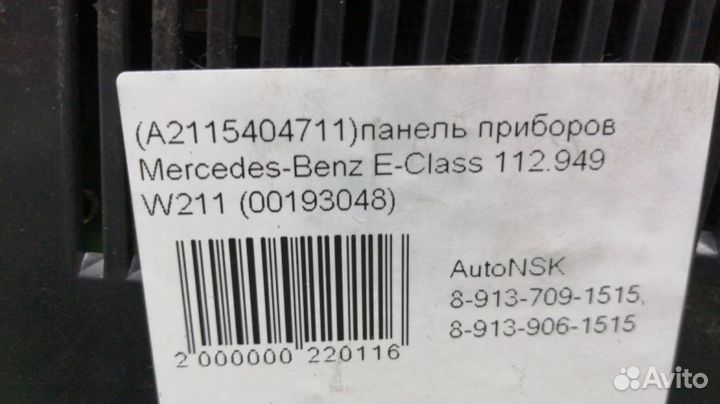 (A2115404711)панель приборов
Mercedes-Benz E-Class 112.949
W211 (00193048)
AutoNSK
8-913-709-1515,
8-913-906-1515
2 000000 220116
Avito